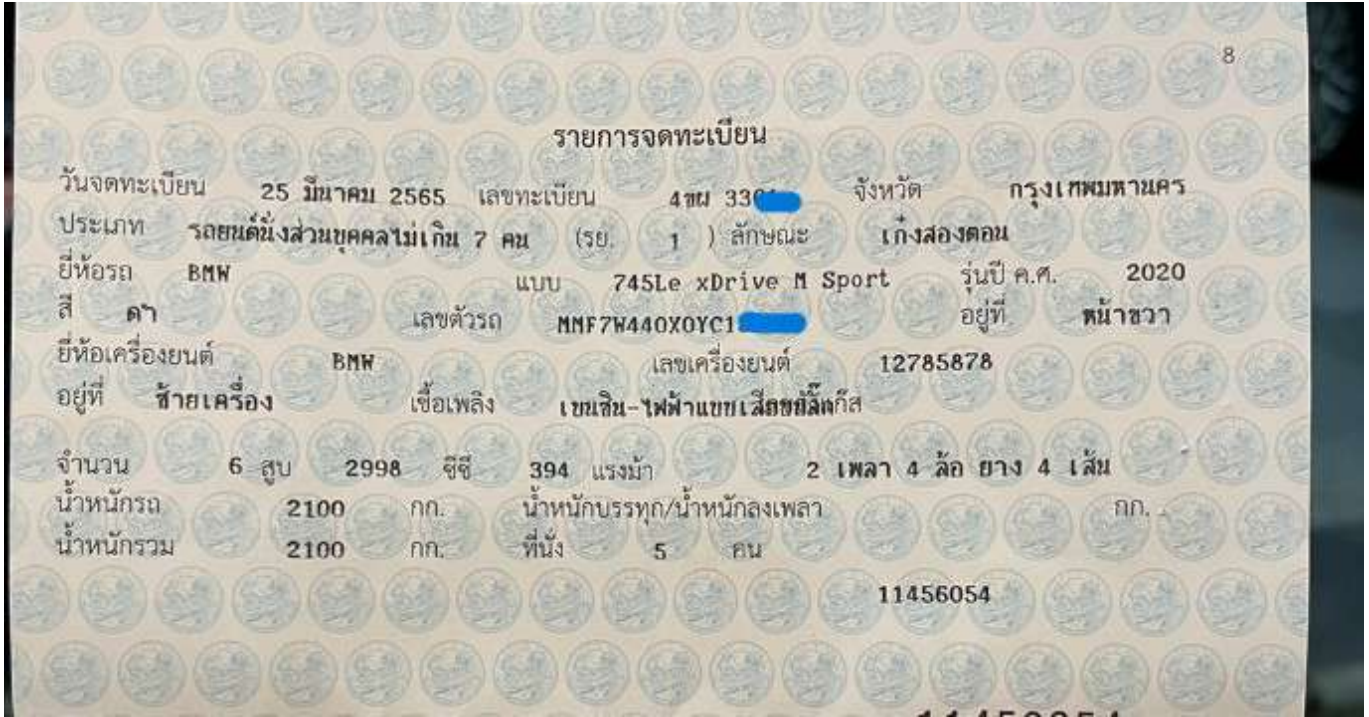 8
รายการจดทะเบียน
วันจดทะเบียน 25 มีนาคม 2565 เลขทะเบียน 4ขผ 33 จังหวัด กรุงเทพมหานคร
ประเภท รถยนต์นั่งส่วนบุคคลไม่เกิน 7 คน (รย. 1 ) ลักษณะ เก๋งสองตอน
ยี่ห้อรถ BMW แบบ 745Le xDrive M Sport รุ่นปี ค.ศ. 2020
สี ดำ เลขตัวรถ MMF7W440X0YC1 อยู่ที่ หน้าขวา
ยี่ห้อเครื่องยนต์ BMW เลขเครื่องยนต์ 12785878
อยู่ที่ ซ้ายเครื่อง เชื้อเพลิง เบนซิน-ไฟฟ้าแบบเสียบปลั๊ก
จำนวน 6 สูบ 2998 ซีซี 394 แรงม้า 2 เพลา 4 ล้อ ยาง 4 เส้น
น้ำหนักรถ 2100 กก. น้ำหนักบรรทุก/น้ำหนักลงเพลา กก.
น้ำหนักรวม 2100 กก. ที่นั่ง 5 คน
11456054